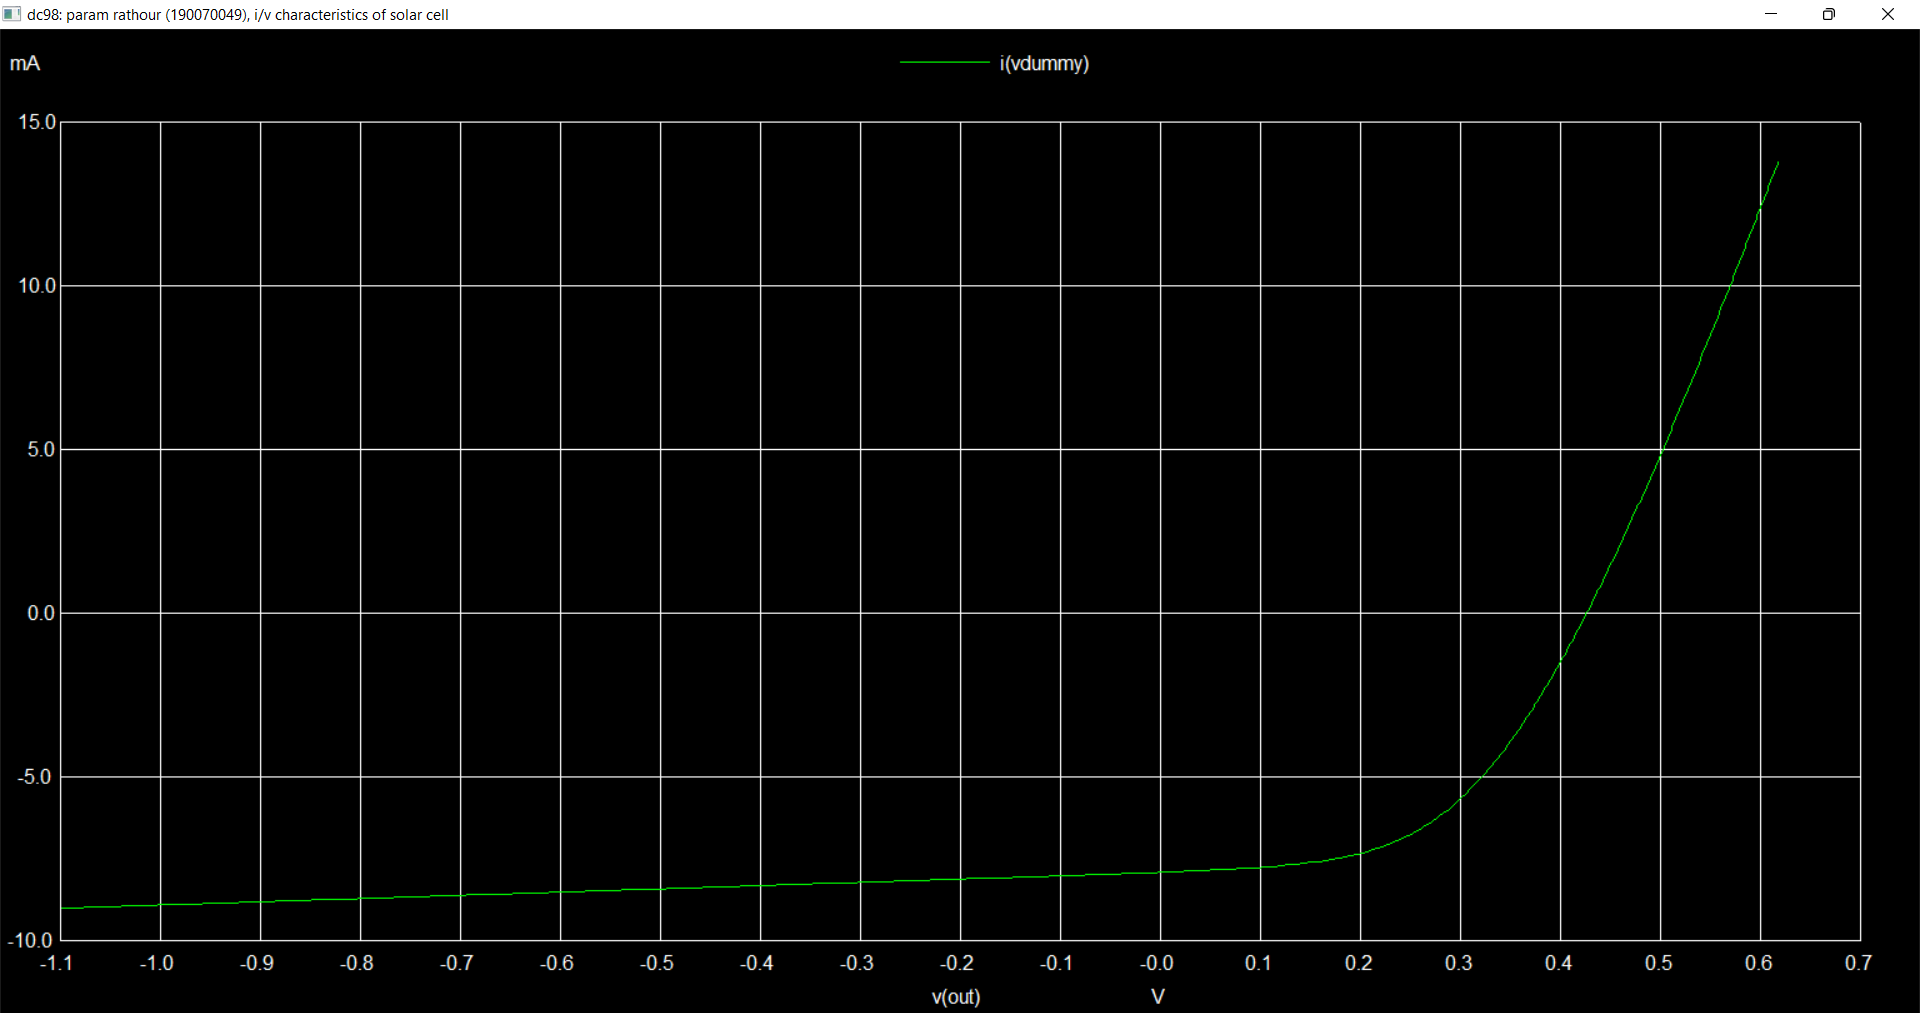 dc98: param rathour (190070049), i/v characteristics of solar cell
mA
i(vdummy)
15.0
10.0
5.0
0.0
-5.0
-10.0
-1.1 -1.0 -0.9 -0.8 -0.7 -0.6 -0.5 -0.4 -0.3 -0.2 -0.1 -0.0 0.1 0.2 0.3 0.4 0.5 0.6 0.7
v(out) V